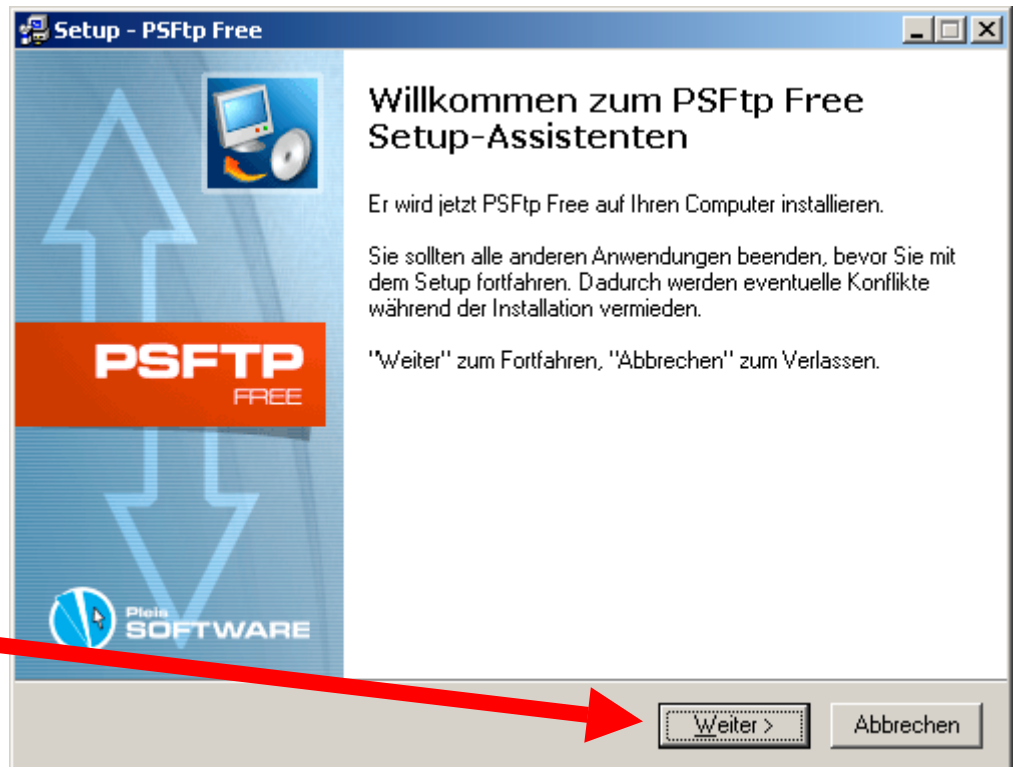 Setup - PSFtp Free
Willkommen zum PSFtp Free
Setup-Assistenten
Er wird jetzt PSFtp Free auf Ihren Computer installieren.
Sie sollten alle anderen Anwendungen beenden, bevor Sie mit
dem Setup fortfahren. Dadurch werden eventuelle Konflikte
während der Installation vermieden.
"Weiter" zum Fortfahren, "Abbrechen" zum Verlassen.
PSFTP
FREE
Pleis
SOFTWARE
Weiter >
Abbrechen